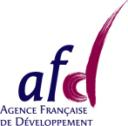 afd
AGENCE FRANÇAISE
DE DÉVELOPPEMENT